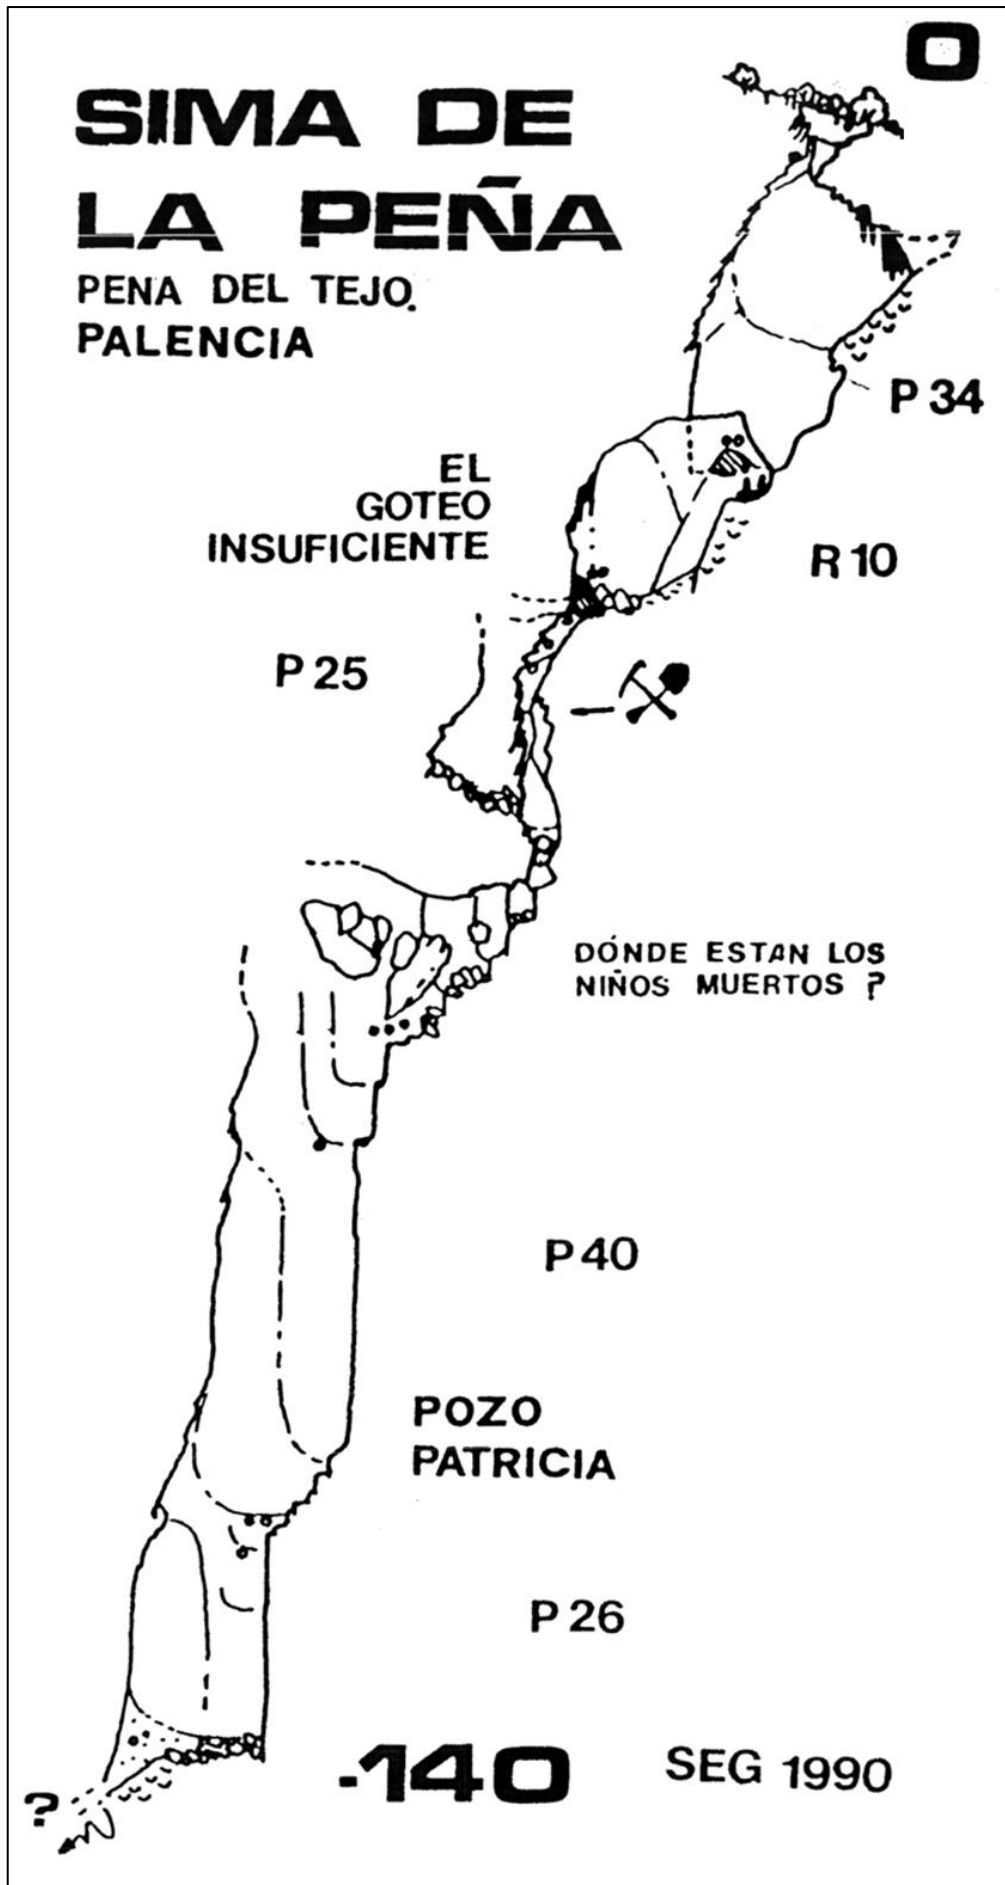 O
SIMA DE
LA PEÑA
PENA DEL TEJO.
PALENCIA
P 34
EL
GOTEO
INSUFICIENTE
R 10
P 25
DÓNDE ESTAN LOS
NIÑOS MUERTOS ?
P 40
POZO
PATRICIA
P 26
-140
SEG 1990
?